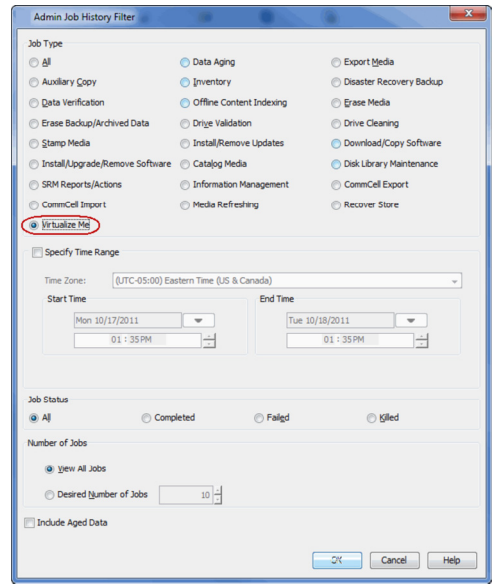 Admin Job History Filter
Job Type
All
Data Aging
Export Media
Auxiliary Copy
Inventory
Disaster Recovery Backup
Data Verification
Offline Content Indexing
Erase Media
Erase Backup/Archived Data
Drive Validation
Drive Cleaning
Stamp Media
Install/Remove Updates
Download/Copy Software
Install/Upgrade/Remove Software
Catalog Media
Disk Library Maintenance
SRM Reports/Actions
Information Management
CommCell Export
CommCell Import
Media Refreshing
Recover Store
Virtualize Me
Specify Time Range
Time Zone: (UTC-05:00) Eastern Time (US & Canada)
Start Time
End Time
Mon 10/17/2011
Tue 10/18/2011
01 : 35 PM
01 : 35 PM
Job Status
All
Completed
Failed
Killed
Number of Jobs
View All Jobs
Desired Number of Jobs 10
Include Aged Data
OK
Cancel
Help